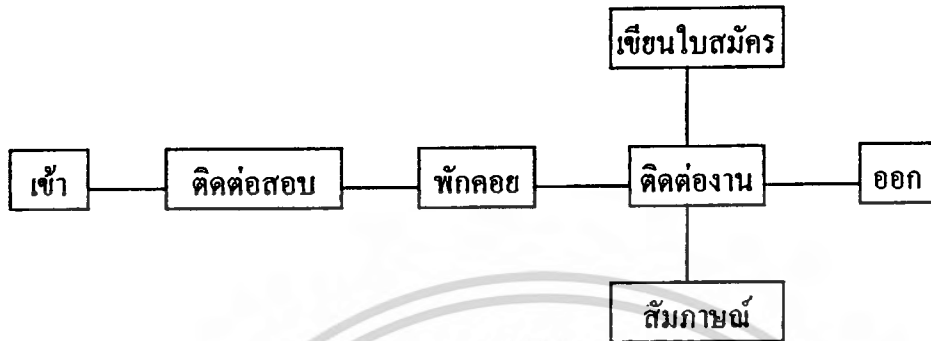 เขียนใบสมัคร
เข้า ติดต่อสอบ พักคอย ติดต่องาน ออก
สัมภาษณ์